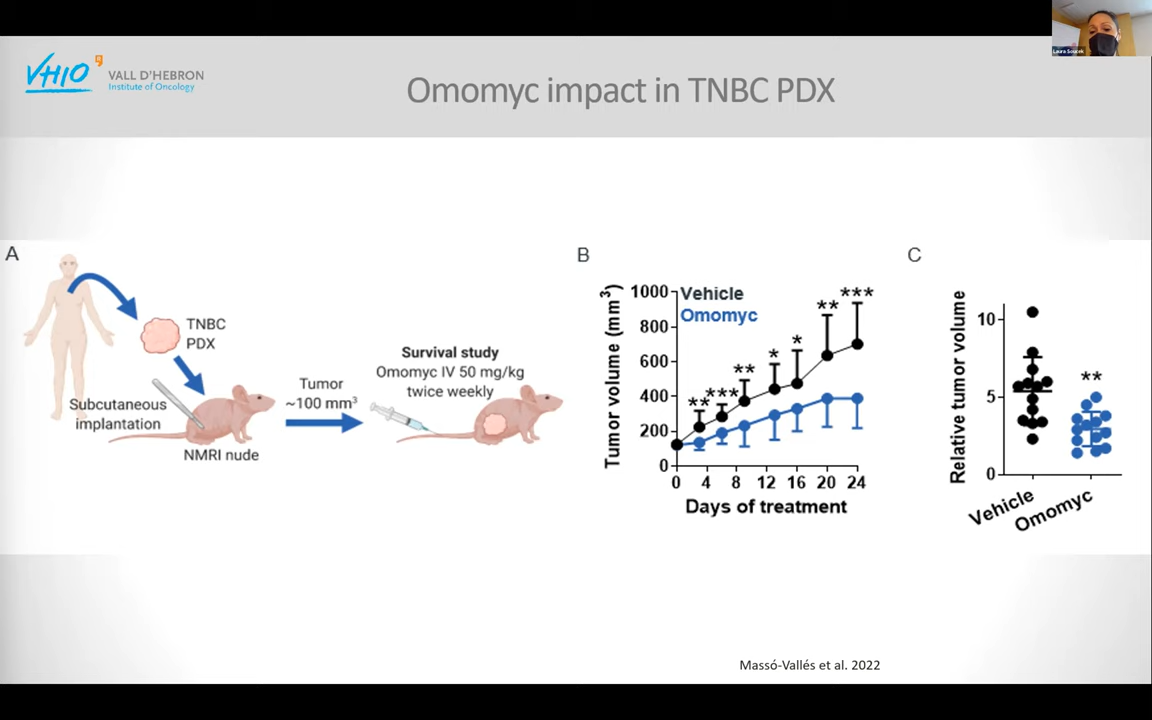 Laura Soucek
VHIO
VALL D'HEBRON
Institute of Oncology
Omomyc impact in TNBC PDX
A
TNBC
PDX
Subcutaneous
implantation
NMRI nude
Tumor
~100 mm³
Survival study
Omomyc IV 50 mg/kg
twice weekly
B
Tumor volume (mm³)
1000
800
600
400
200
0
Vehicle
Omomyc
**
***
**
*
*
**
***
0 4 8 12 16 20 24
Days of treatment
C
Relative tumor volume
10
5
0
**
Vehicle
Omomyc
Massó-Vallés et al. 2022